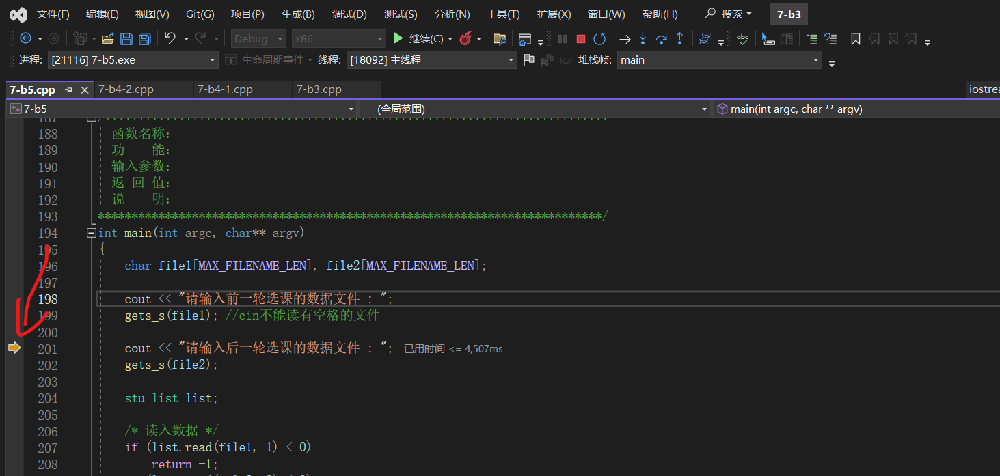 文件(F) 编辑(E) 视图(V) Git(G) 项目(P) 生成(B) 调试(D) 测试(S) 分析(N) 工具(T) 扩展(X) 窗口(W) 帮助(H) 搜索 7-b3
Debug x86 继续(C) abc
进程: [21116] 7-b5.exe 生命周期事件 线程: [18092] 主线程 堆栈帧: main
7-b5.cpp 7-b4-2.cpp 7-b4-1.cpp 7-b3.cpp
7-b5 (全局范围) main(int argc, char ** argv)
187
188 函数名称:
189 功 能:
190 输入参数:
191 返 回 值:
192 说 明:
193 ***************************************************************************/
194 int main(int argc, char** argv)
195 {
196 char file1[MAX_FILENAME_LEN], file2[MAX_FILENAME_LEN];
197
198 cout << "请输入前一轮选课的数据文件 : ";
199 gets_s(file1); //cin不能读有空格的文件
200
201 cout << "请输入后一轮选课的数据文件 : "; 已用时间 <= 4,507ms
202 gets_s(file2);
203
204 stu_list list;
205
206 /* 读入数据 */
207 if (list.read(file1, 1) < 0)
208 return -1;